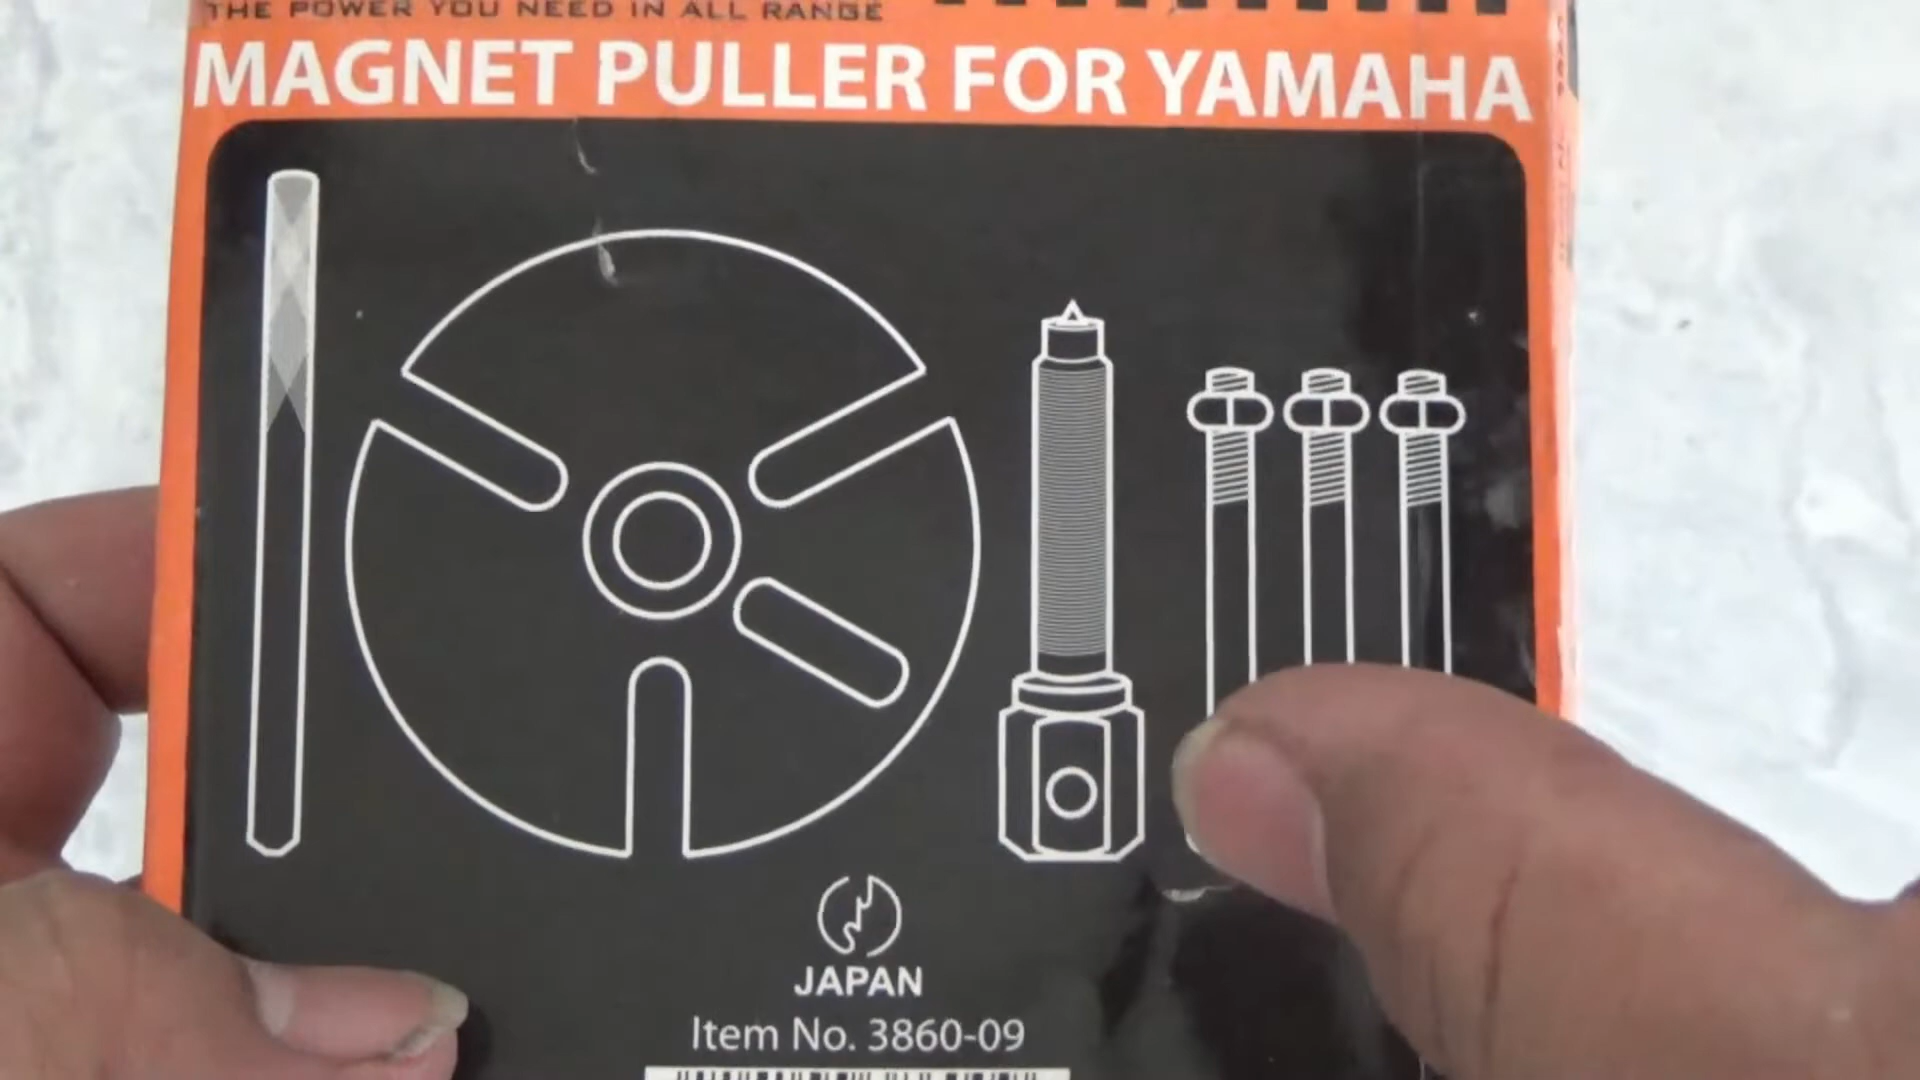 THE POWER YOU NEED IN ALL RANGE
MAGNET PULLER FOR YAMAHA
JAPAN
Item No. 3860-09